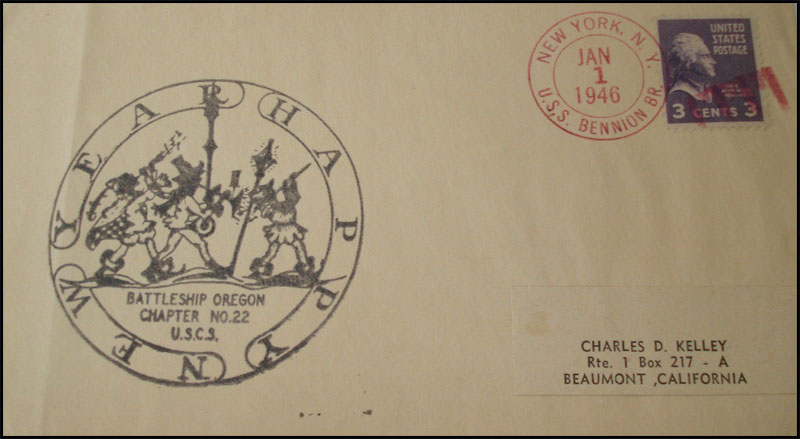 HAPPY NEW YEAR
BATTLESHIP OREGON
CHAPTER NO.22
U.S.C.S.
NEW YORK, N.Y.
JAN
1
1946
U.S.S. BENNION BR.
UNITED
STATES
POSTAGE
3 CENTS 3
CHARLES D. KELLEY
Rte. 1 Box 217 - A
BEAUMONT ,CALIFORNIA